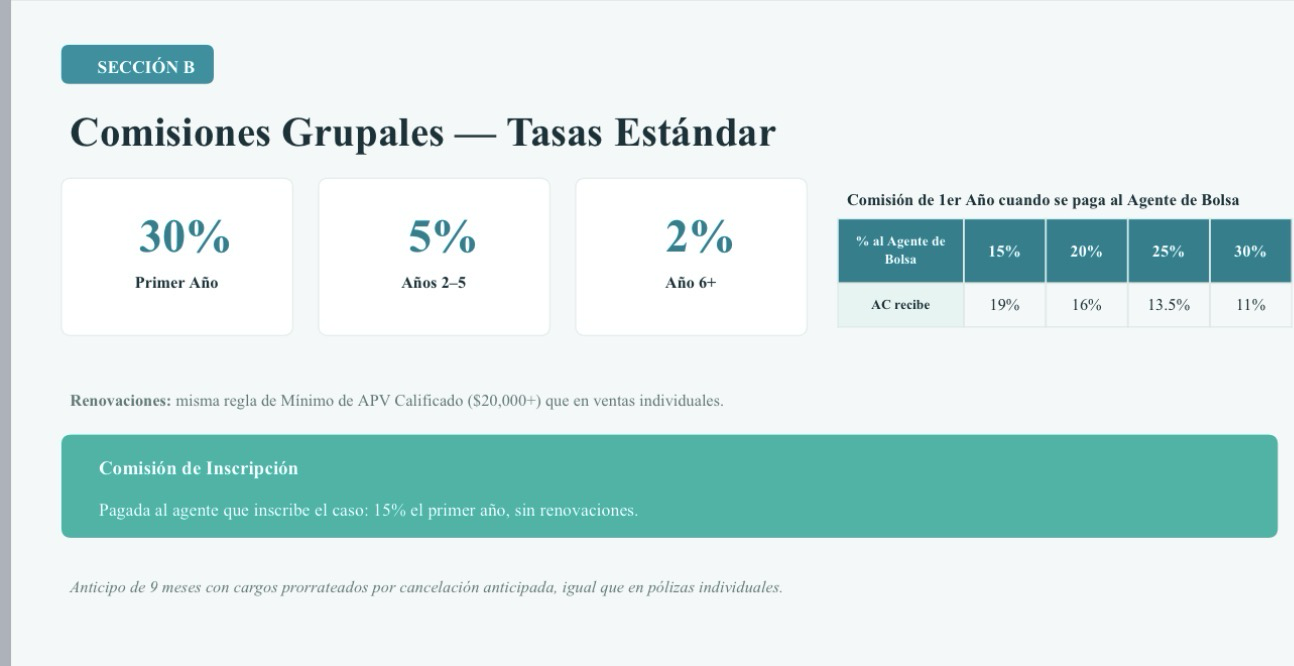 SECCIÓN B
Comisiones Grupales — Tasas Estándar
30%
Primer Año
5%
Años 2–5
2%
Año 6+
Comisión de 1er Año cuando se paga al Agente de Bolsa
% al Agente de Bolsa 15% 20% 25% 30%
AC recibe 19% 16% 13.5% 11%
Renovaciones: misma regla de Mínimo de APV Calificado ($20,000+) que en ventas individuales.
Comisión de Inscripción
Pagada al agente que inscribe el caso: 15% el primer año, sin renovaciones.
Anticipo de 9 meses con cargos prorrateados por cancelación anticipada, igual que en pólizas individuales.